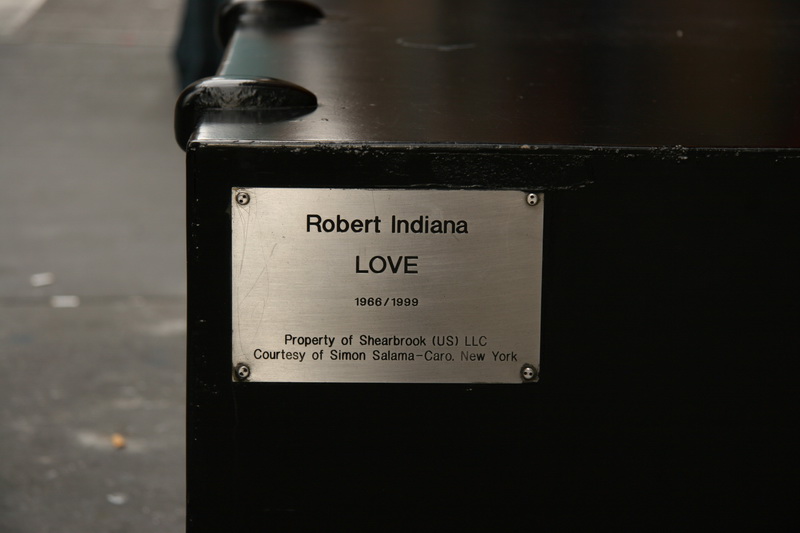 Robert Indiana
LOVE
1966/1999
Property of Shearbrook (US) LLC
Courtesy of Simon Salama-Caro. New York